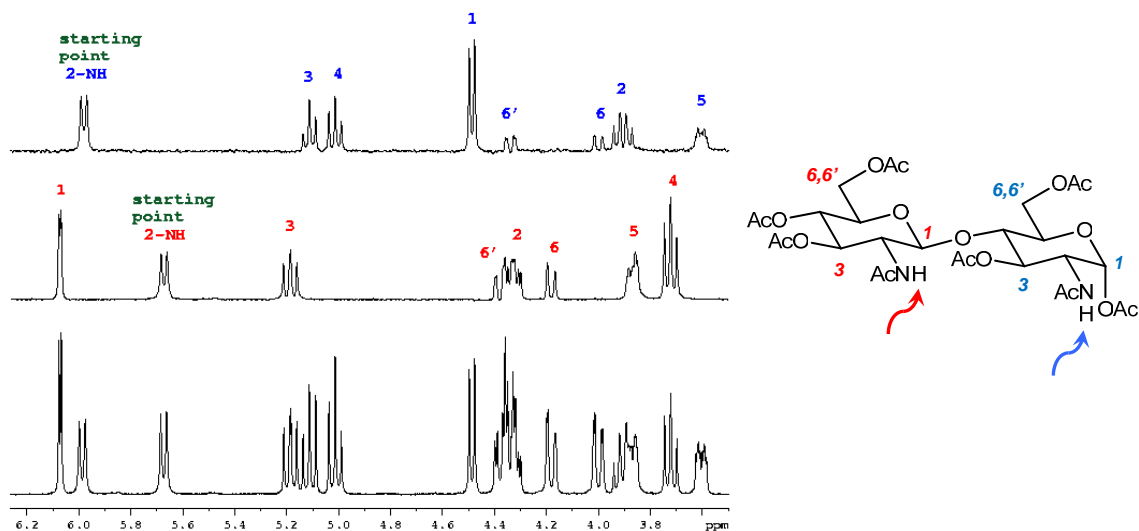 starting
point
2-NH
3
4
1
6'
6
2
5
1
starting
point
2-NH
3
6'
2
6
5
4
6.2 6.0 5.8 5.6 5.4 5.2 5.0 4.8 4.6 4.4 4.2 4.0 3.8 ppm
6,6'
OAc
6,6'
OAc
AcO
O
1
O
O
AcO
AcO
1
3
AcN
H
3
AcN
H
OAc